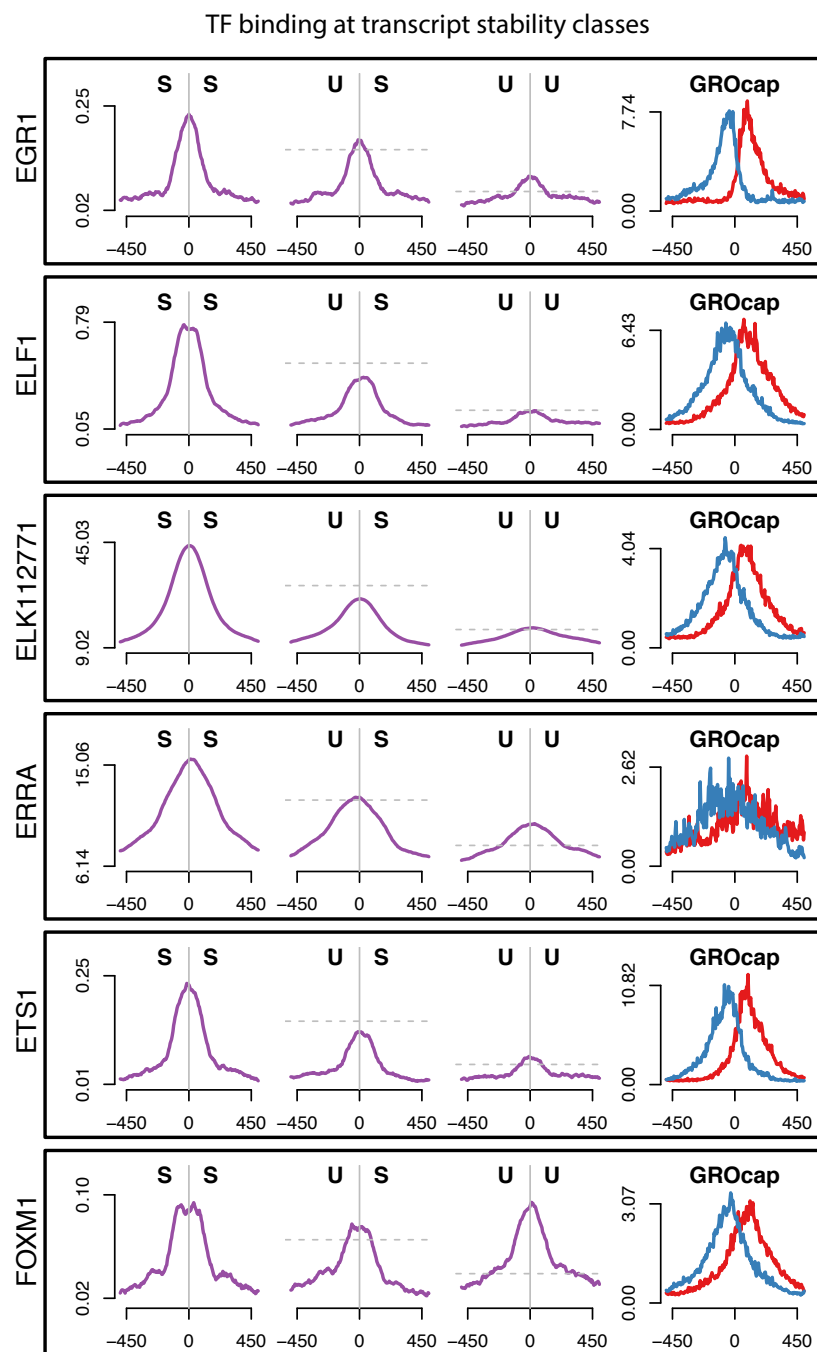 TF binding at transcript stability classes
EGR1
S S U S U U GROcap
0.25 0.02
7.74 0.00
−450 0 450 −450 0 450 −450 0 450 −450 0 450
ELF1
S S U S U U GROcap
0.79 0.05
6.43 0.00
−450 0 450 −450 0 450 −450 0 450 −450 0 450
ELK112771
S S U S U U GROcap
45.03 9.02
4.04 0.00
−450 0 450 −450 0 450 −450 0 450 −450 0 450
ERRA
S S U S U U GROcap
15.06 6.14
2.62 0.00
−450 0 450 −450 0 450 −450 0 450 −450 0 450
ETS1
S S U S U U GROcap
0.25 0.01
10.82 0.00
−450 0 450 −450 0 450 −450 0 450 −450 0 450
FOXM1
S S U S U U GROcap
0.10 0.02
3.07 0.00
−450 0 450 −450 0 450 −450 0 450 −450 0 450